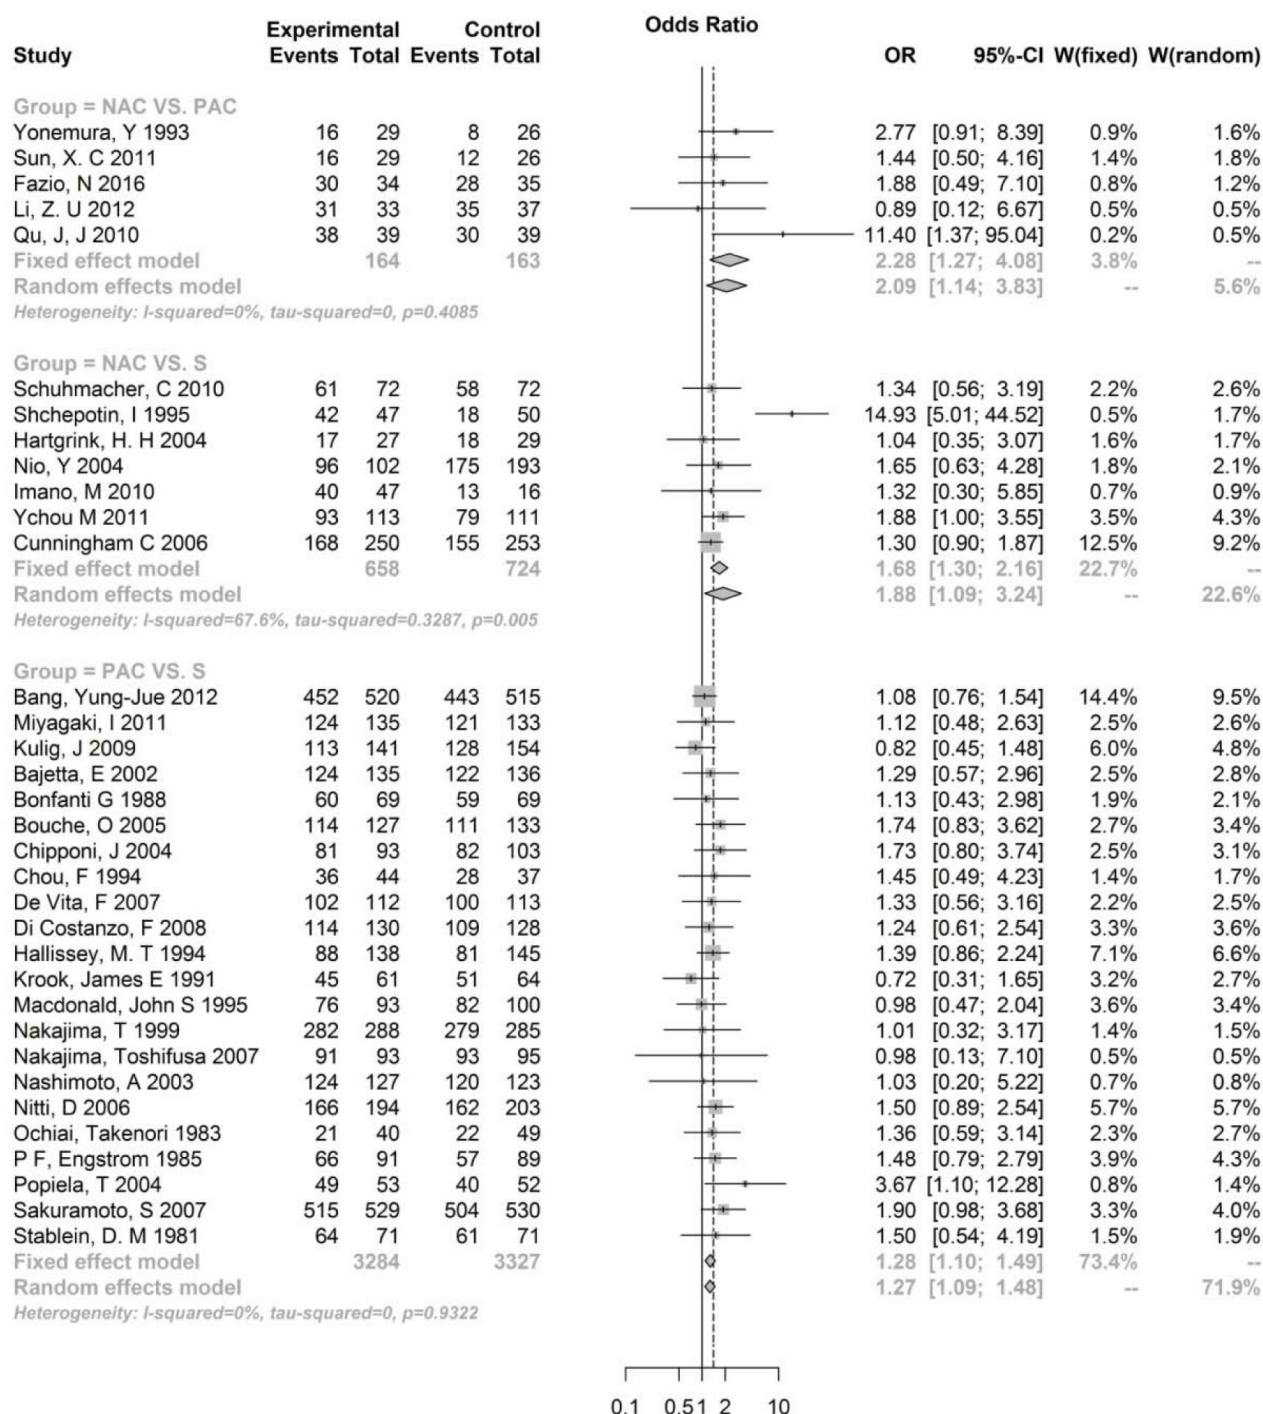 Experimental Control Odds Ratio
Study Events Total Events Total OR 95%-CI W(fixed) W(random)
Group = NAC VS. PAC
Yonemura, Y 1993 16 29 8 26 2.77 [0.91; 8.39] 0.9% 1.6%
Sun, X. C 2011 16 29 12 26 1.44 [0.50; 4.16] 1.4% 1.8%
Fazio, N 2016 30 34 28 35 1.88 [0.49; 7.10] 0.8% 1.2%
Li, Z. U 2012 31 33 35 37 0.89 [0.12; 6.67] 0.5% 0.5%
Qu, J, J 2010 38 39 30 39 11.40 [1.37; 95.04] 0.2% 0.5%
Fixed effect model 164 163 2.28 [1.27; 4.08] 3.8% --
Random effects model 2.09 [1.14; 3.83] -- 5.6%
Heterogeneity: I-squared=0%, tau-squared=0, p=0.4085
Group = NAC VS. S
Schuhmacher, C 2010 61 72 58 72 1.34 [0.56; 3.19] 2.2% 2.6%
Shchepotin, I 1995 42 47 18 50 14.93 [5.01; 44.52] 0.5% 1.7%
Hartgrink, H. H 2004 17 27 18 29 1.04 [0.35; 3.07] 1.6% 1.7%
Nio, Y 2004 96 102 175 193 1.65 [0.63; 4.28] 1.8% 2.1%
Imano, M 2010 40 47 13 16 1.32 [0.30; 5.85] 0.7% 0.9%
Ychou M 2011 93 113 79 111 1.88 [1.00; 3.55] 3.5% 4.3%
Cunningham C 2006 168 250 155 253 1.30 [0.90; 1.87] 12.5% 9.2%
Fixed effect model 658 724 1.68 [1.30; 2.16] 22.7% --
Random effects model 1.88 [1.09; 3.24] -- 22.6%
Heterogeneity: I-squared=67.6%, tau-squared=0.3287, p=0.005
Group = PAC VS. S
Bang, Yung-Jue 2012 452 520 443 515 1.08 [0.76; 1.54] 14.4% 9.5%
Miyagaki, I 2011 124 135 121 133 1.12 [0.48; 2.63] 2.5% 2.6%
Kulig, J 2009 113 141 128 154 0.82 [0.45; 1.48] 6.0% 4.8%
Bajetta, E 2002 124 135 122 136 1.29 [0.57; 2.96] 2.5% 2.8%
Bonfanti G 1988 60 69 59 69 1.13 [0.43; 2.98] 1.9% 2.1%
Bouche, O 2005 114 127 111 133 1.74 [0.83; 3.62] 2.7% 3.4%
Chipponi, J 2004 81 93 82 103 1.73 [0.80; 3.74] 2.5% 3.1%
Chou, F 1994 36 44 28 37 1.45 [0.49; 4.23] 1.4% 1.7%
De Vita, F 2007 102 112 100 113 1.33 [0.56; 3.16] 2.2% 2.5%
Di Costanzo, F 2008 114 130 109 128 1.24 [0.61; 2.54] 3.3% 3.6%
Hallissey, M. T 1994 88 138 81 145 1.39 [0.86; 2.24] 7.1% 6.6%
Krook, James E 1991 45 61 51 64 0.72 [0.31; 1.65] 3.2% 2.7%
Macdonald, John S 1995 76 93 82 100 0.98 [0.47; 2.04] 3.6% 3.4%
Nakajima, T 1999 282 288 279 285 1.01 [0.32; 3.17] 1.4% 1.5%
Nakajima, Toshifusa 2007 91 93 93 95 0.98 [0.13; 7.10] 0.5% 0.5%
Nashimoto, A 2003 124 127 120 123 1.03 [0.20; 5.22] 0.7% 0.8%
Nitti, D 2006 166 194 162 203 1.50 [0.89; 2.54] 5.7% 5.7%
Ochiai, Takenori 1983 21 40 22 49 1.36 [0.59; 3.14] 2.3% 2.7%
P F, Engstrom 1985 66 91 57 89 1.48 [0.79; 2.79] 3.9% 4.3%
Popiela, T 2004 49 53 40 52 3.67 [1.10; 12.28] 0.8% 1.4%
Sakuramoto, S 2007 515 529 504 530 1.90 [0.98; 3.68] 3.3% 4.0%
Stablein, D. M 1981 64 71 61 71 1.50 [0.54; 4.19] 1.5% 1.9%
Fixed effect model 3284 3327 1.28 [1.10; 1.49] 73.4% --
Random effects model 1.27 [1.09; 1.48] -- 71.9%
Heterogeneity: I-squared=0%, tau-squared=0, p=0.9322
0.1 0.5 1 2 10